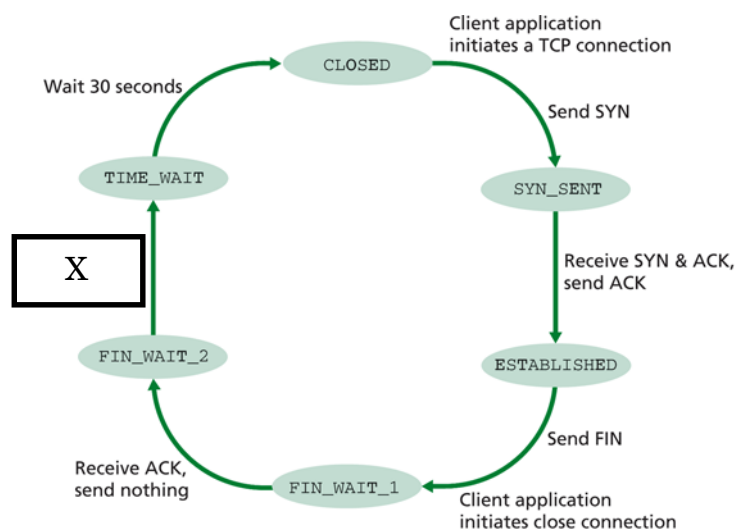 CLOSED
Client application
initiates a TCP connection
Send SYN
SYN_SENT
Receive SYN & ACK,
send ACK
ESTABLISHED
Send FIN
Client application
initiates close connection
FIN_WAIT_1
Receive ACK,
send nothing
FIN_WAIT_2
X
TIME_WAIT
Wait 30 seconds